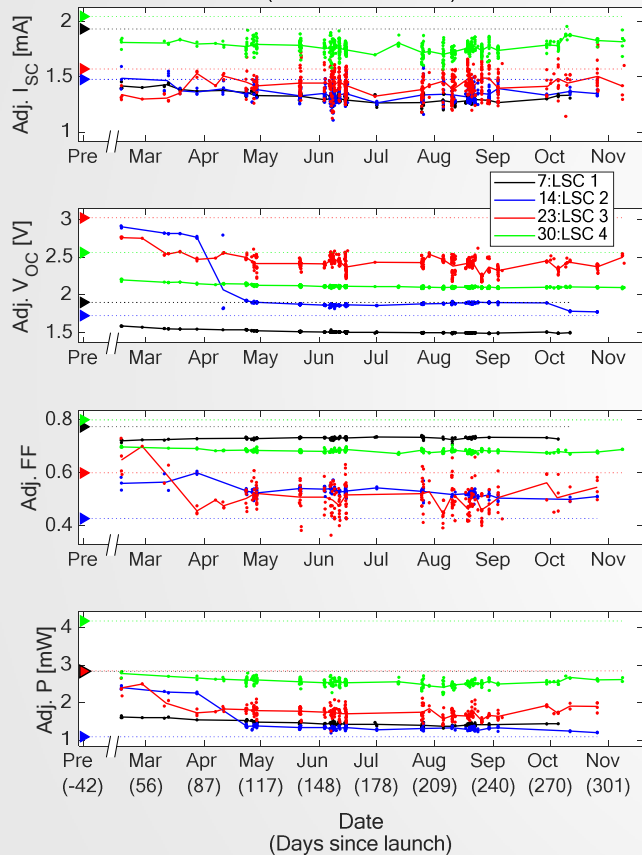 2
Adj. I_SC [mA]
1.5
1
Pre Mar Apr May Jun Jul Aug Sep Oct Nov
7:LSC 1
14:LSC 2
23:LSC 3
30:LSC 4
3
Adj. V_OC [V]
2.5
2
1.5
Pre Mar Apr May Jun Jul Aug Sep Oct Nov
0.8
Adj. FF
0.6
0.4
Pre Mar Apr May Jun Jul Aug Sep Oct Nov
4
Adj. P [mW]
3
2
1
Pre Mar Apr May Jun Jul Aug Sep Oct Nov
(-42) (56) (87) (117) (148) (178) (209) (240) (270) (301)
Date
(Days since launch)